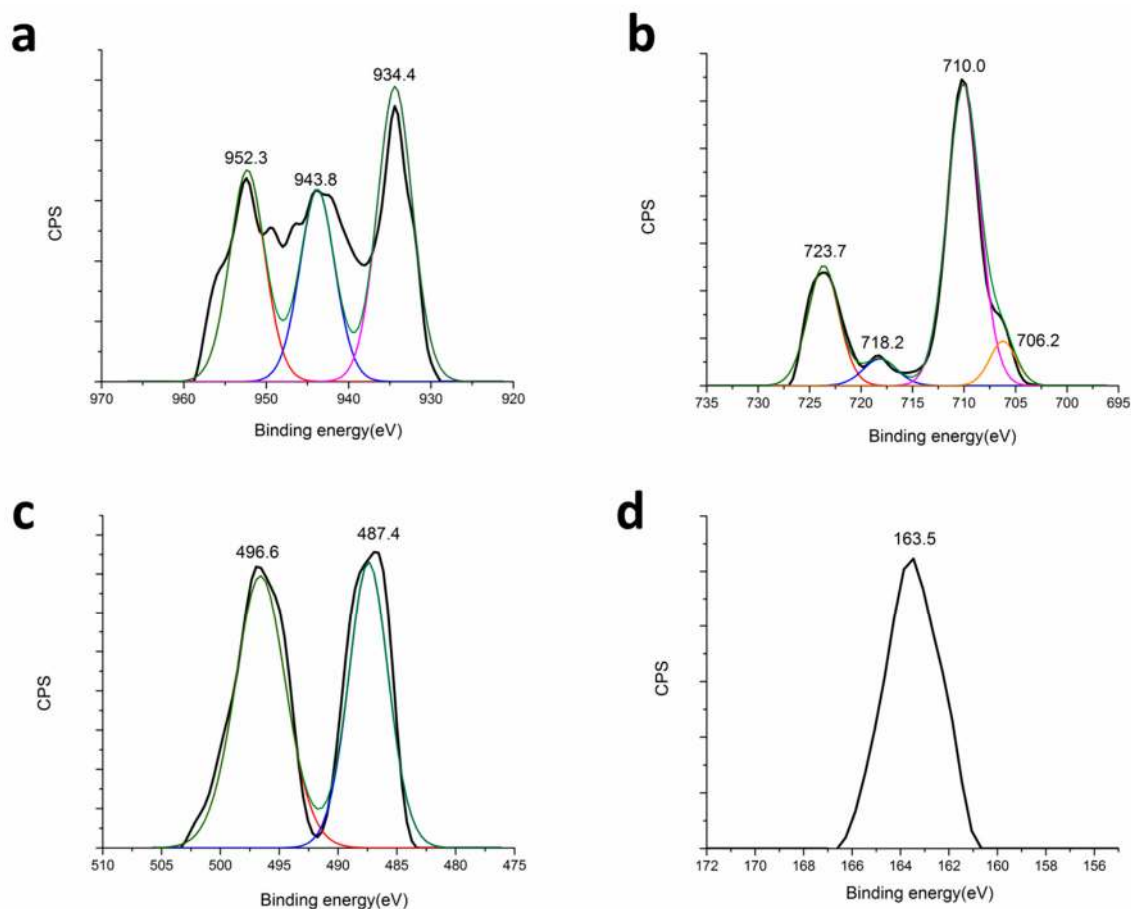 a
952.3
943.8
934.4
CPS
970 960 950 940 930 920
Binding energy(eV)
b
710.0
723.7
718.2
706.2
CPS
735 730 725 720 715 710 705 700 695
Binding energy(eV)
c
496.6
487.4
CPS
510 505 500 495 490 485 480 475
Binding energy(eV)
d
163.5
CPS
172 170 168 166 164 162 160 158 156
Binding energy(eV)